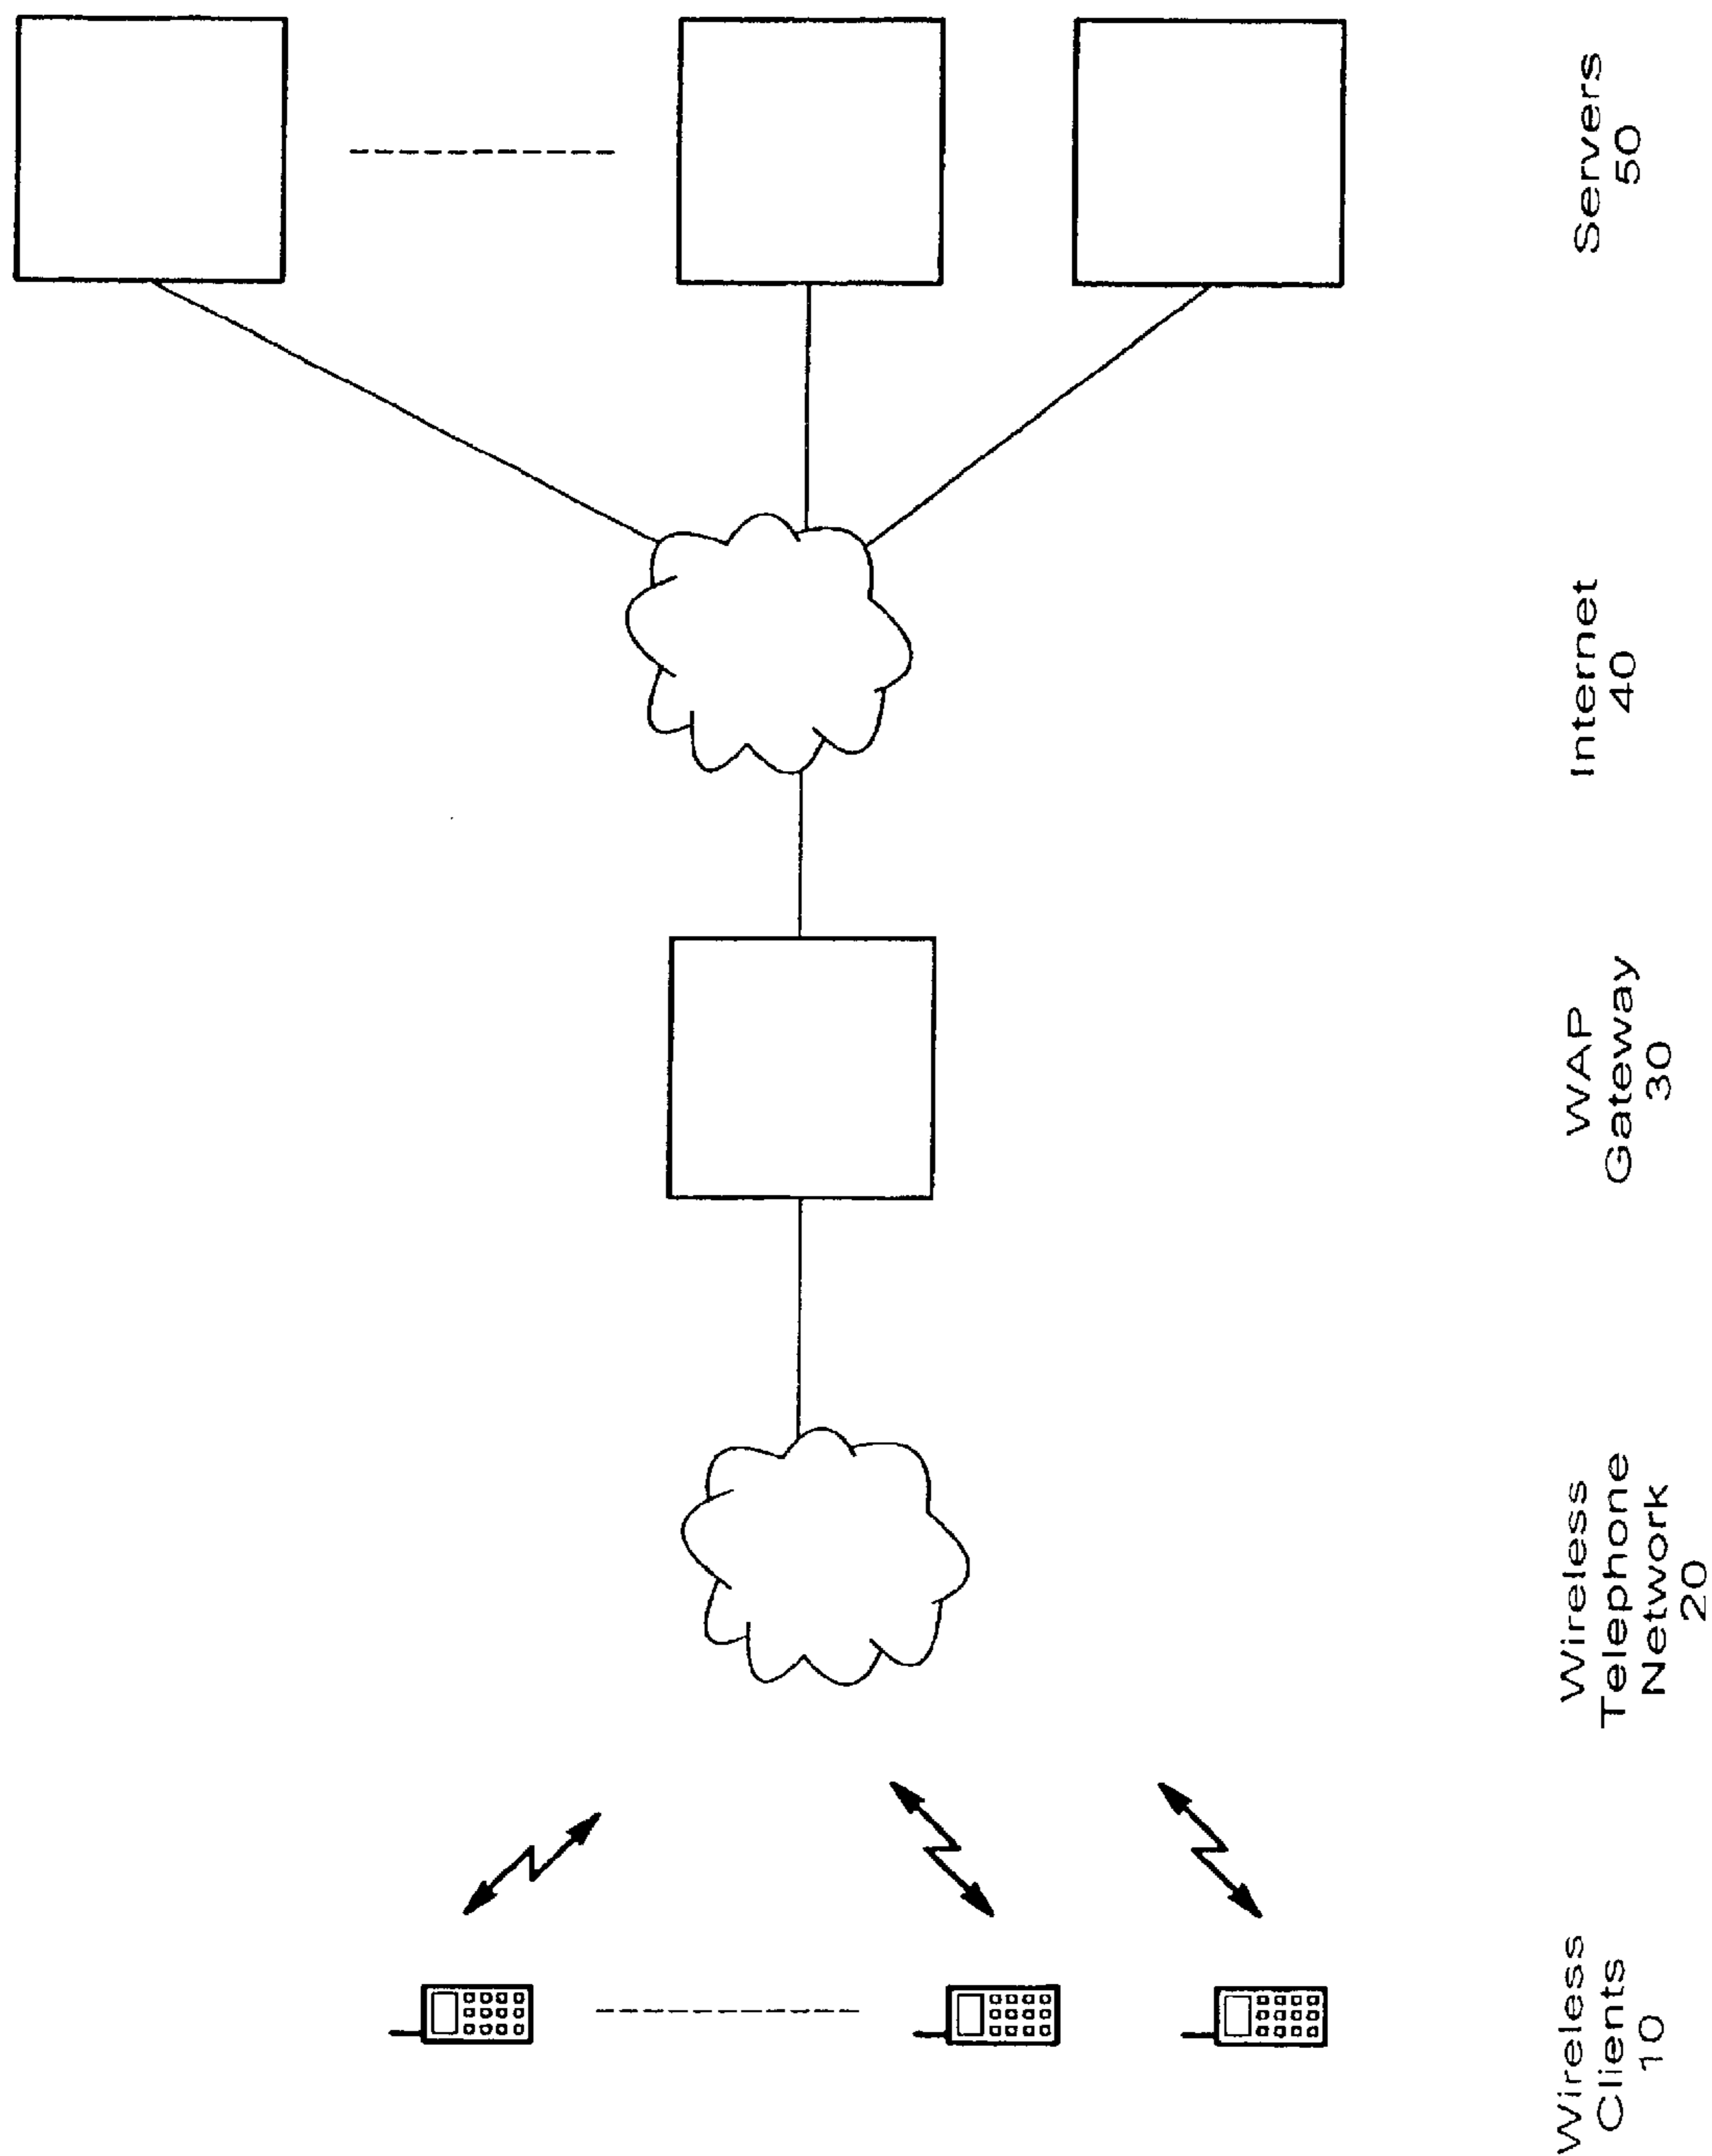 Wireless
Clients
10
Wireless
Telephone
Network
20
WAP
Gateway
30
Internet
40
Servers
50